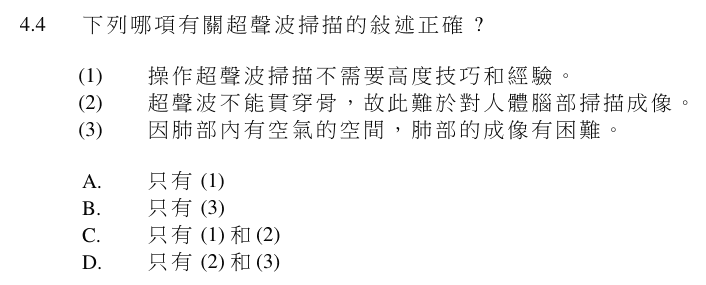 4.4 下列哪項有關超聲波掃描的敍述正確？
(1) 操作超聲波掃描不需要高度技巧和經驗。
(2) 超聲波不能貫穿骨，故此難於對人體腦部掃描成像。
(3) 因肺部內有空氣的空間，肺部的成像有困難。
A. 只有 (1)
B. 只有 (3)
C. 只有 (1) 和 (2)
D. 只有 (2) 和 (3)